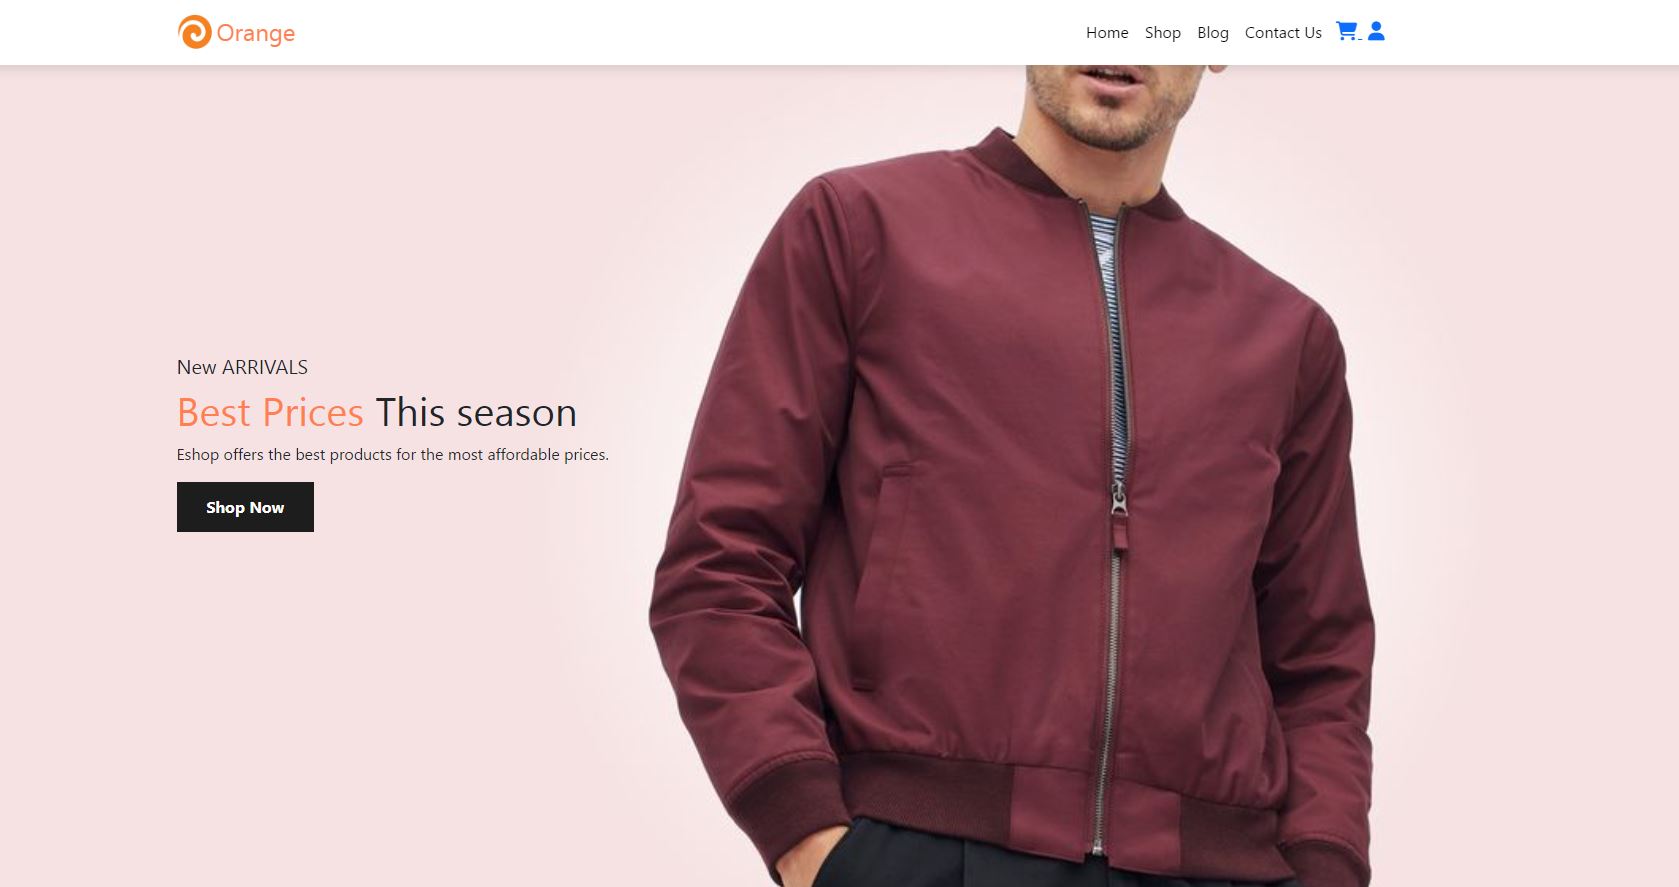 Orange
Home Shop Blog Contact Us
New ARRIVALS
Best Prices This season
Eshop offers the best products for the most affordable prices.
Shop Now